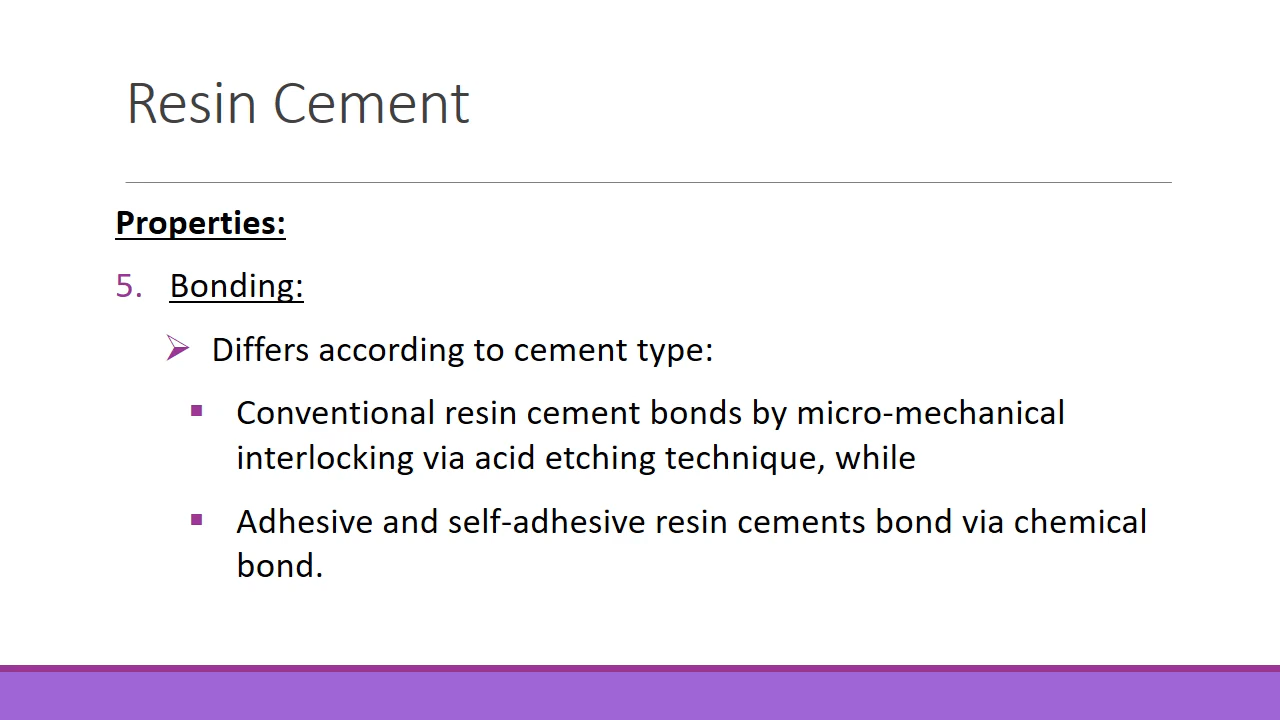 Resin Cement
Properties:
5. Bonding:
➢ Differs according to cement type:
▪ Conventional resin cement bonds by micro-mechanical
interlocking via acid etching technique, while
▪ Adhesive and self-adhesive resin cements bond via chemical
bond.